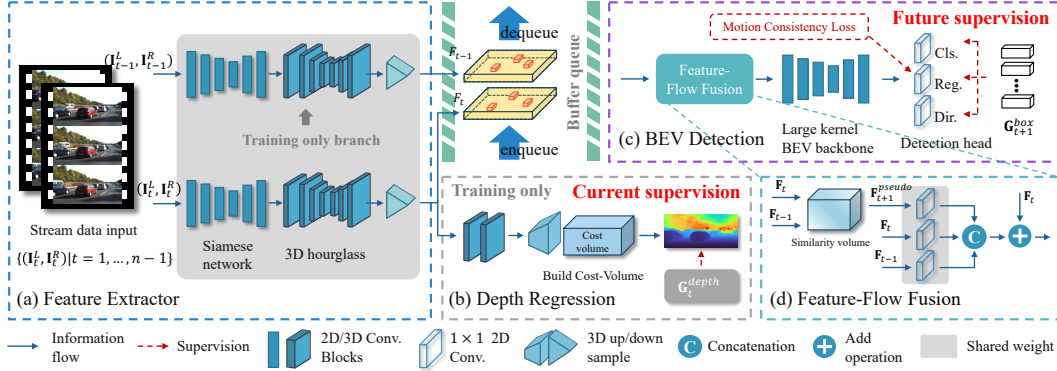 (I^L_{t−1}, I^R_{t−1})
Training only branch
(I^L_t, I^R_t)
Stream data input
{(I^L_t, I^R_t)|t = 1, … , n − 1}
Siamese
network
3D hourglass
(a) Feature Extractor
dequeue
F_{t−1}
F_t
enqueue
Buffer queue
Training only
Current supervision
Cost
volume
Build Cost-Volume
G^{depth}_t
(b) Depth Regression
Motion Consistency Loss
Future supervision
Feature-
Flow Fusion
Cls.
Reg.
Dir.
G^{box}_{t+1}
Large kernel
BEV backbone
Detection head
(c) BEV Detection
F_t
F_{t−1}
Similarity volume
F^{pseudo}_{t+1}
F_t
F_{t−1}
C
F_t
(d) Feature-Flow Fusion
Information
flow
Supervision
2D/3D Conv.
Blocks
1 × 1 2D
Conv.
3D up/down
sample
C
Concatenation
Add
operation
Shared weight